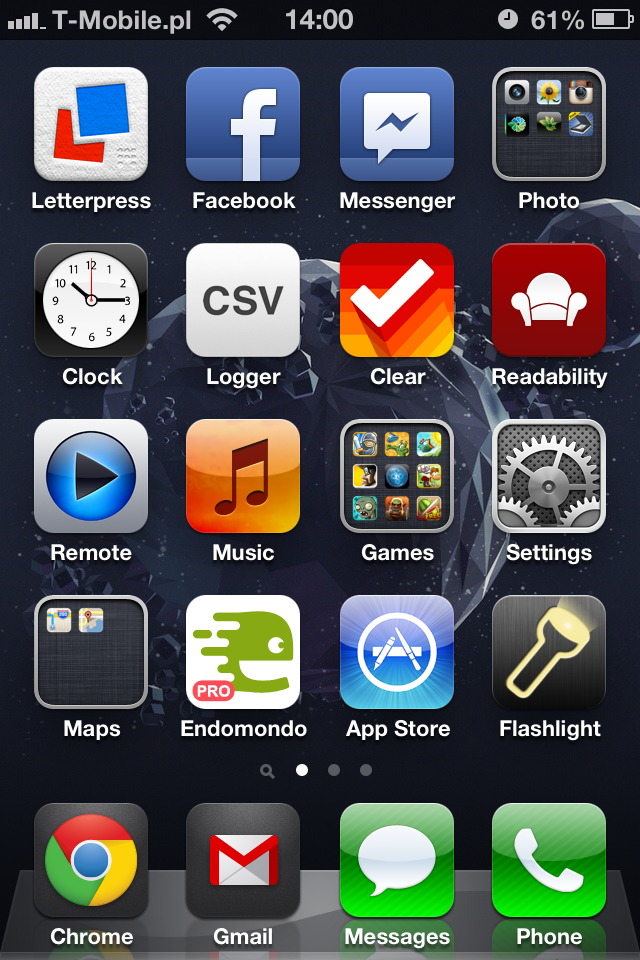 T-Mobile.pl 14:00 61%
Letterpress Facebook Messenger Photo
12
11 1
10 2
9 3
8 4
7 5
6
CSV
Clock Logger Clear Readability
Remote Music Games Settings
PRO
Maps Endomondo App Store Flashlight
Chrome Gmail Messages Phone